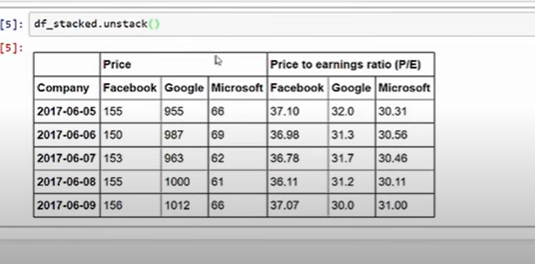 [5]: df_stacked.unstack()
[5]:
Price Price to earnings ratio (P/E)
Company Facebook Google Microsoft Facebook Google Microsoft
2017-06-05 155 955 66 37.10 32.0 30.31
2017-06-06 150 987 69 36.98 31.3 30.56
2017-06-07 153 963 62 36.78 31.7 30.46
2017-06-08 155 1000 61 36.11 31.2 30.11
2017-06-09 156 1012 66 37.07 30.0 31.00